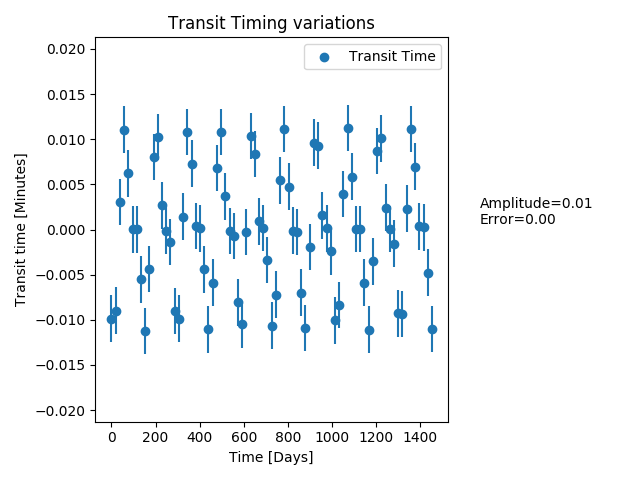 Transit Timing variations
Transit Time
Transit time [Minutes]
0.020
0.015
0.010
0.005
0.000
−0.005
−0.010
−0.015
−0.020
0
200
400
600
800
1000
1200
1400
Time [Days]
Amplitude=0.01
Error=0.00